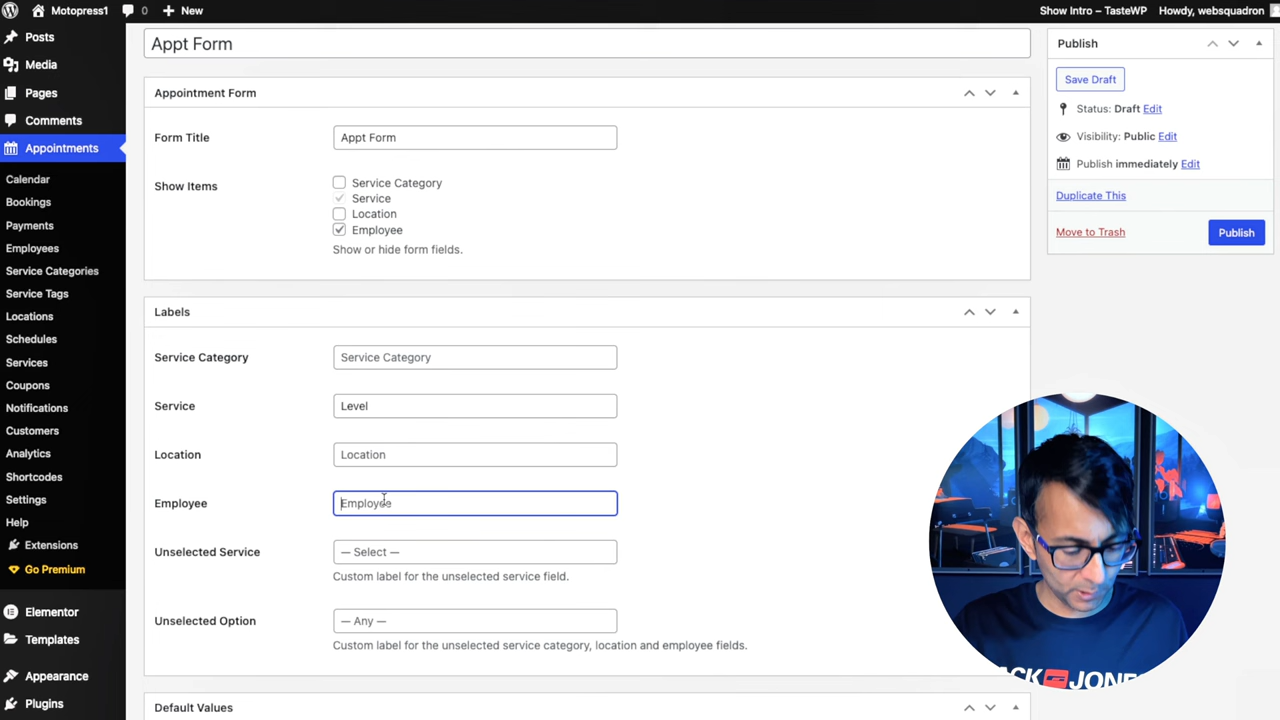 Motopress1 0 + New Show Intro – TasteWP Howdy, websquadron
Posts
Media
Pages
Comments
Appointments
Calendar
Bookings
Payments
Employees
Service Categories
Service Tags
Locations
Schedules
Services
Coupons
Notifications
Customers
Analytics
Shortcodes
Settings
Help
Extensions
Go Premium
Elementor
Templates
Appearance
Plugins
Appt Form
Appointment Form
Form Title Appt Form
Show Items
Service Category
Service
Location
Employee
Show or hide form fields.
Labels
Service Category Service Category
Service Level
Location Location
Employee Employee
Unselected Service — Select —
Custom label for the unselected service field.
Unselected Option — Any —
Custom label for the unselected service category, location and employee fields.
Default Values
Publish
Save Draft
Status: Draft Edit
Visibility: Public Edit
Publish immediately Edit
Duplicate This
Move to Trash Publish